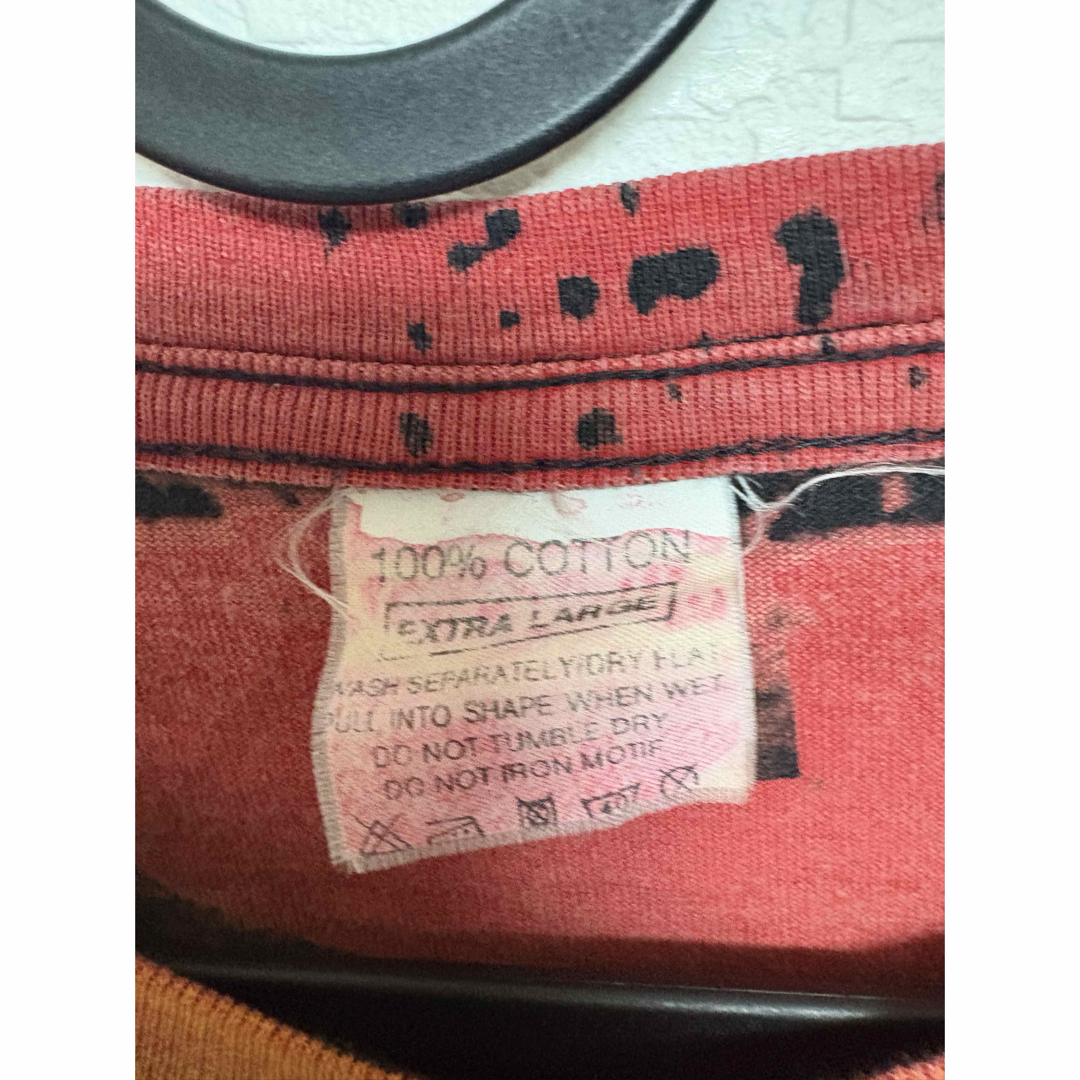 100% COTTON
EXTRA LARGE
WASH SEPARATELY/DRY FLAT
PULL INTO SHAPE WHEN WET
DO NOT TUMBLE DRY
DO NOT IRON MOTIF
40°